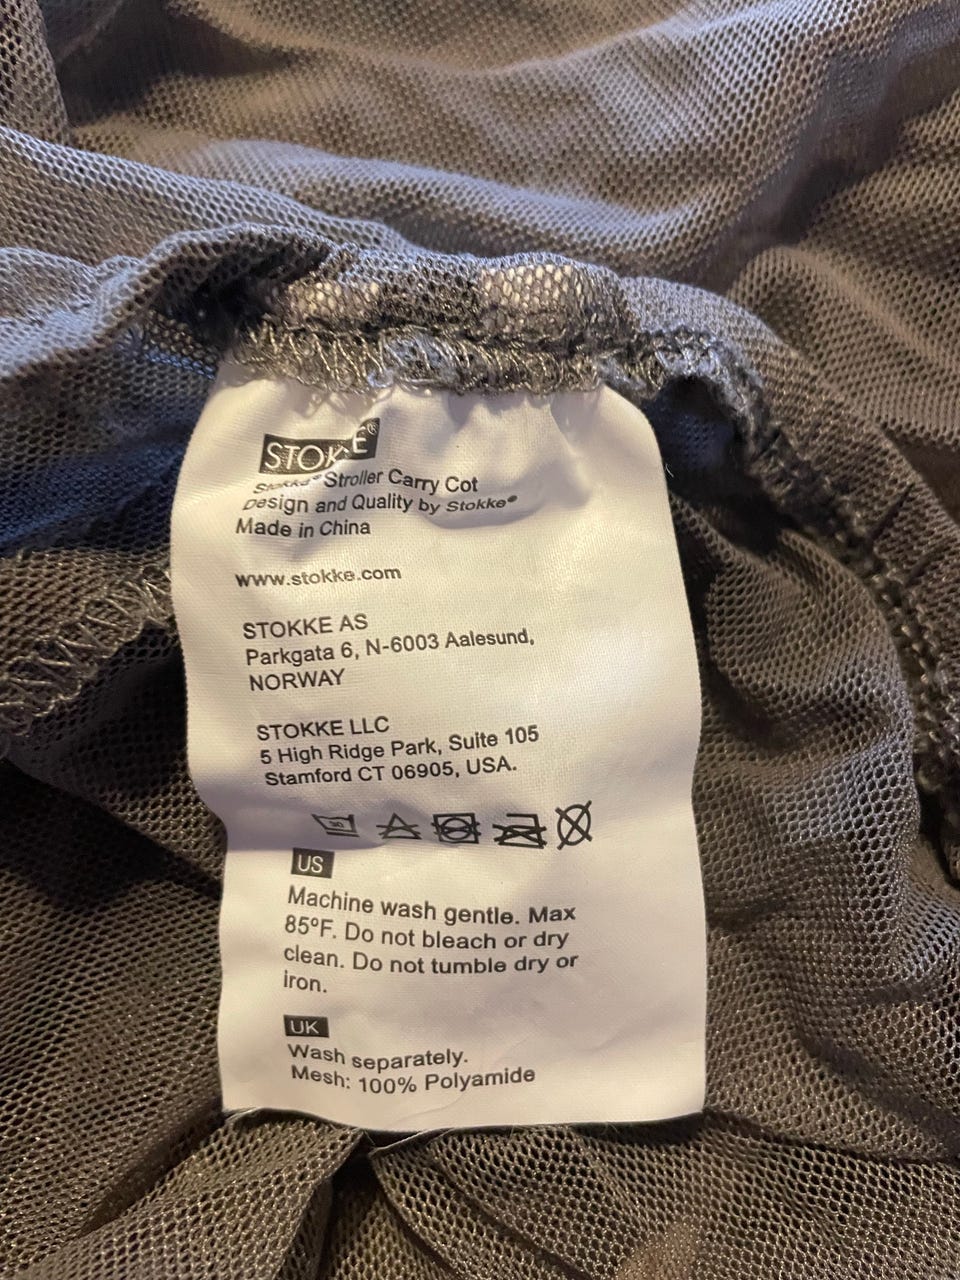 STOKKE®
Stokke® Stroller Carry Cot
Design and Quality by Stokke®
Made in China
www.stokke.com
STOKKE AS
Parkgata 6, N-6003 Aalesund,
NORWAY
STOKKE LLC
5 High Ridge Park, Suite 105
Stamford CT 06905, USA.
30
US
Machine wash gentle. Max
85ºF. Do not bleach or dry
clean. Do not tumble dry or
iron.
UK
Wash separately.
Mesh: 100% Polyamide